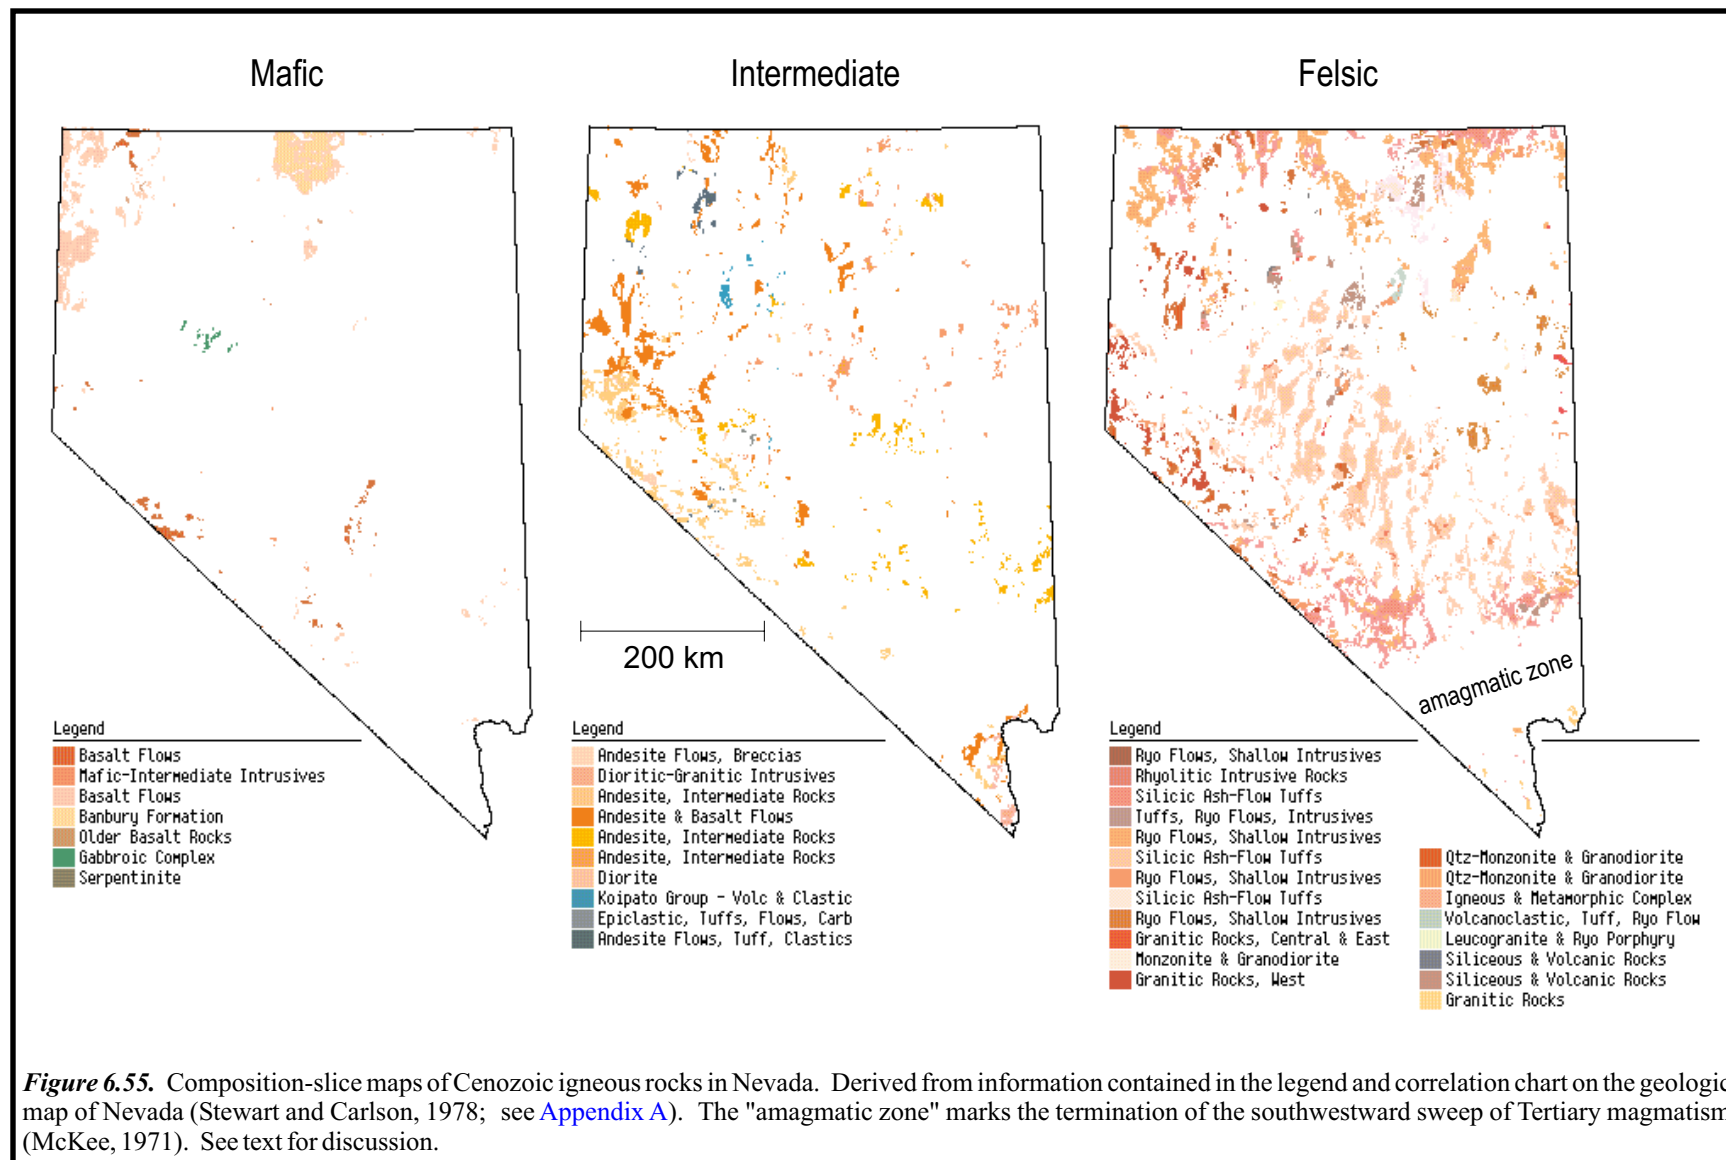 Mafic
Intermediate
Felsic
200 km
amagmatic zone
Legend
Basalt Flows
Mafic-Intermediate Intrusives
Basalt Flows
Banbury Formation
Older Basalt Rocks
Gabbroic Complex
Serpentinite
Legend
Andesite Flows, Breccias
Dioritic-Granitic Intrusives
Andesite, Intermediate Rocks
Andesite & Basalt Flows
Andesite, Intermediate Rocks
Andesite, Intermediate Rocks
Diorite
Koipato Group - Volc & Clastic
Epiclastic, Tuffs, Flows, Carb
Andesite Flows, Tuff, Clastics
Legend
Ryo Flows, Shallow Intrusives
Rhyolitic Intrusive Rocks
Silicic Ash-Flow Tuffs
Tuffs, Ryo Flows, Intrusives
Ryo Flows, Shallow Intrusives
Silicic Ash-Flow Tuffs
Ryo Flows, Shallow Intrusives
Silicic Ash-Flow Tuffs
Ryo Flows, Shallow Intrusives
Granitic Rocks, Central & East
Monzonite & Granodiorite
Granitic Rocks, West
Qtz-Monzonite & Granodiorite
Qtz-Monzonite & Granodiorite
Igneous & Metamorphic Complex
Volcanoclastic, Tuff, Ryo Flow
Leucogranite & Ryo Porphyry
Siliceous & Volcanic Rocks
Siliceous & Volcanic Rocks
Granitic Rocks
Figure 6.55. Composition-slice maps of Cenozoic igneous rocks in Nevada. Derived from information contained in the legend and correlation chart on the geologic
map of Nevada (Stewart and Carlson, 1978; see Appendix A). The "amagmatic zone" marks the termination of the southwestward sweep of Tertiary magmatism
(McKee, 1971). See text for discussion.